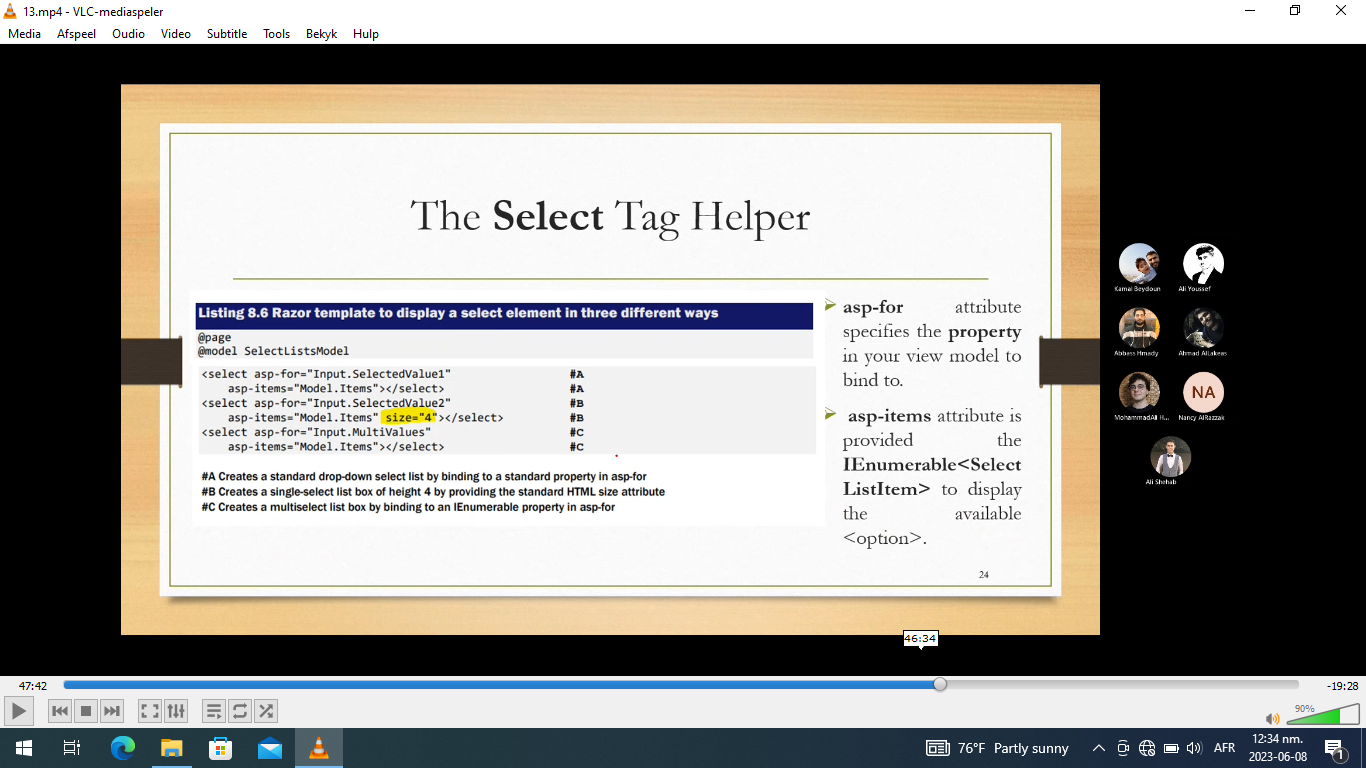 13.mp4 - VLC-mediaspeler
Media Afspeel Oudio Video Subtitle Tools Bekyk Hulp
The Select Tag Helper
Listing 8.6 Razor template to display a select element in three different ways
@page
@model SelectListsModel
<select asp-for="Input.SelectedValue1" #A
asp-items="Model.Items"></select> #A
<select asp-for="Input.SelectedValue2" #B
asp-items="Model.Items" size="4"></select> #B
<select asp-for="Input.MultiValues" #C
asp-items="Model.Items"></select> #C
#A Creates a standard drop-down select list by binding to a standard property in asp-for
#B Creates a single-select list box of height 4 by providing the standard HTML size attribute
#C Creates a multiselect list box by binding to an IEnumerable property in asp-for
asp-for attribute
specifies the property
in your view model to
bind to.
asp-items attribute is
provided the
IEnumerable<Select
ListItem> to display
the available
<option>.
24
Kamal Beydoun Ali Youssef
Abbass Hmady Ahmad AlLakeas
NA
MohammadAli H... Nancy AlRazzak
Ali Shehab
46:34
47:42 -19:28
90%
76°F Partly sunny AFR 12:34 nm.
2023-06-08
1